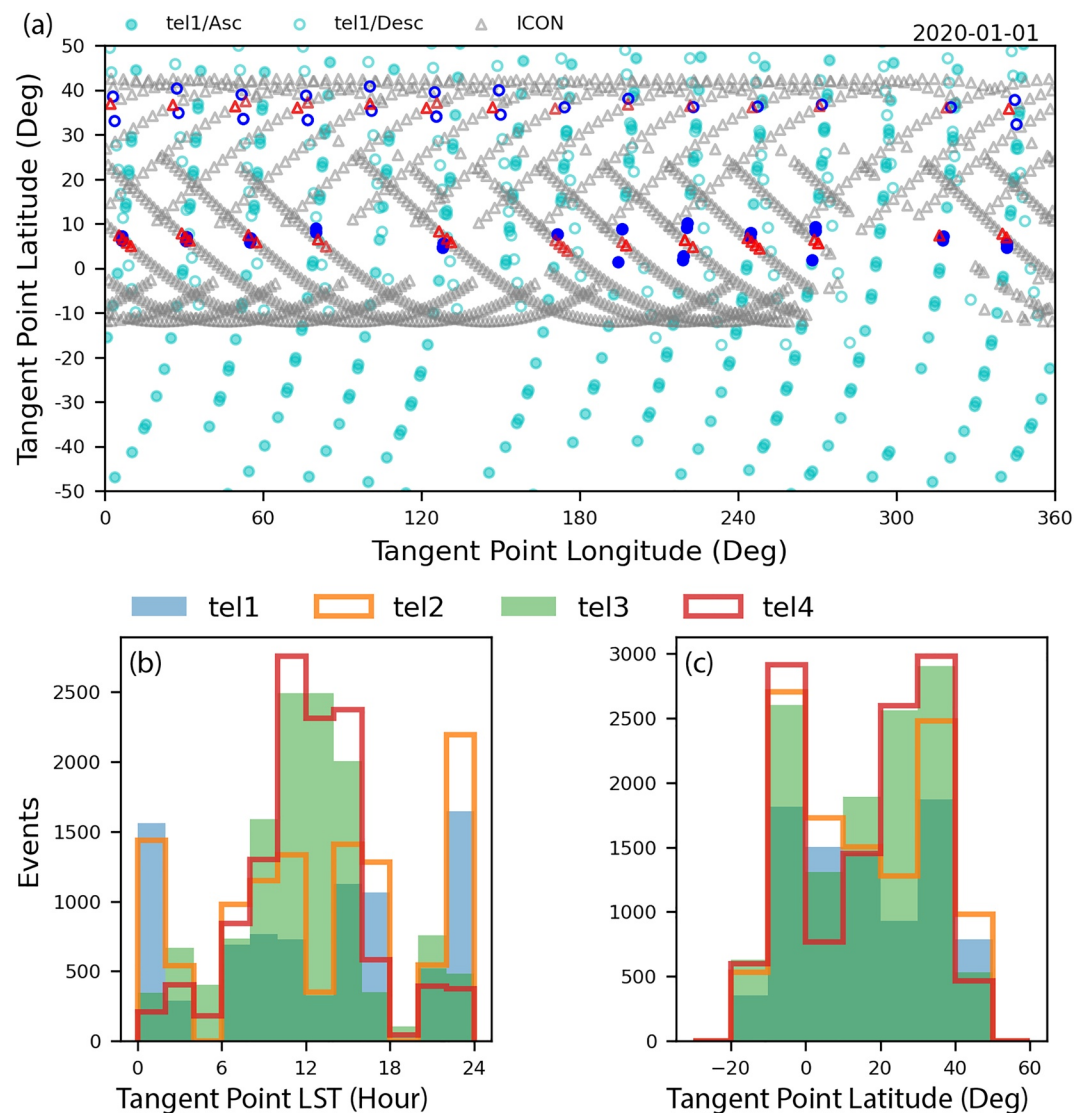 (a) tel1/Asc tel1/Desc ICON
2020-01-01
50
40
30
20
10
0
-10
-20
-30
-40
-50
Tangent Point Latitude (Deg)
0 60 120 180 240 300 360
Tangent Point Longitude (Deg)
tel1 tel2 tel3 tel4
(b)
2500
2000
1500
1000
500
0
Events
0 6 12 18 24
Tangent Point LST (Hour)
(c)
3000
2500
2000
1500
1000
500
0
−20 0 20 40 60
Tangent Point Latitude (Deg)